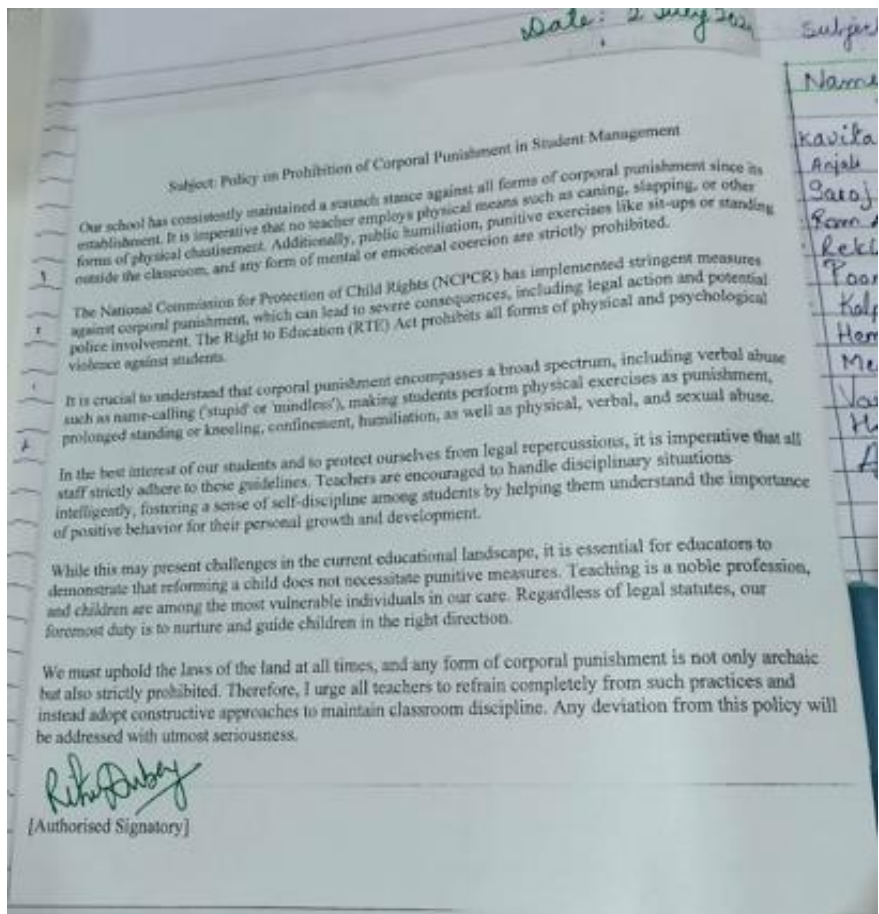 Date: 2 July 202
Subject
Name
Kavita
Anjali
Saroj
Poon
Kalp
Hem
Subject: Policy on Prohibition of Corporal Punishment in Student Management
Our school has consistently maintained a staunch stance against all forms of corporal punishment since its
establishment. It is imperative that no teacher employs physical means such as caning, slapping, or other
forms of physical chastisement. Additionally, public humiliation, punitive exercises like sit-ups or standing
outside the classroom, and any form of mental or emotional coercion are strictly prohibited.
The National Commission for Protection of Child Rights (NCPCR) has implemented stringent measures
against corporal punishment, which can lead to severe consequences, including legal action and potential
police involvement. The Right to Education (RTE) Act prohibits all forms of physical and psychological
violence against students.
It is crucial to understand that corporal punishment encompasses a broad spectrum, including verbal abuse
such as name-calling ('stupid' or 'mindless'), making students perform physical exercises as punishment,
prolonged standing or kneeling, confinement, humiliation, as well as physical, verbal, and sexual abuse.
In the best interest of our students and to protect ourselves from legal repercussions, it is imperative that all
staff strictly adhere to these guidelines. Teachers are encouraged to handle disciplinary situations
intelligently, fostering a sense of self-discipline among students by helping them understand the importance
of positive behavior for their personal growth and development.
While this may present challenges in the current educational landscape, it is essential for educators to
demonstrate that reforming a child does not necessitate punitive measures. Teaching is a noble profession,
and children are among the most vulnerable individuals in our care. Regardless of legal statutes, our
foremost duty is to nurture and guide children in the right direction.
We must uphold the laws of the land at all times, and any form of corporal punishment is not only archaic
but also strictly prohibited. Therefore, I urge all teachers to refrain completely from such practices and
instead adopt constructive approaches to maintain classroom discipline. Any deviation from this policy will
be addressed with utmost seriousness.
[Authorised Signatory]